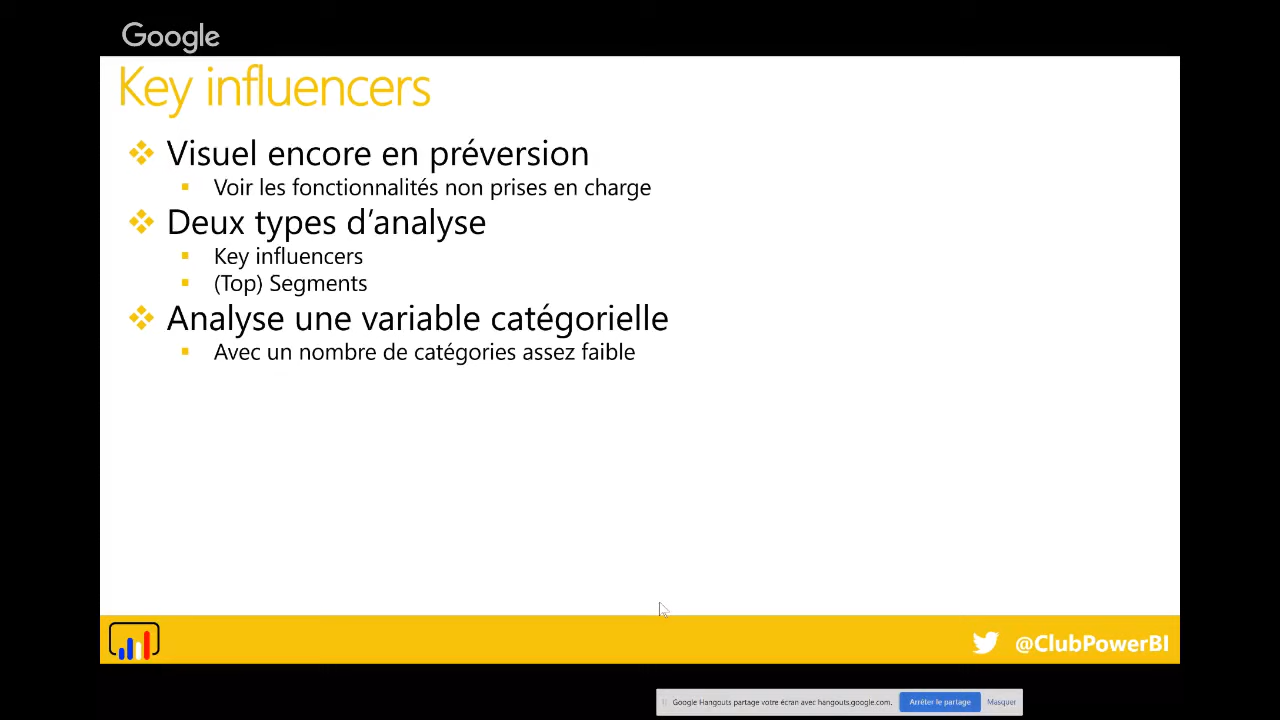 Google
Key influencers
Visuel encore en préversion
Voir les fonctionnalités non prises en charge
Deux types d’analyse
Key influencers
(Top) Segments
Analyse une variable catégorielle
Avec un nombre de catégories assez faible
@ClubPowerBI
Google Hangouts partage votre écran avec hangouts.google.com. Arrêter le partage Masquer